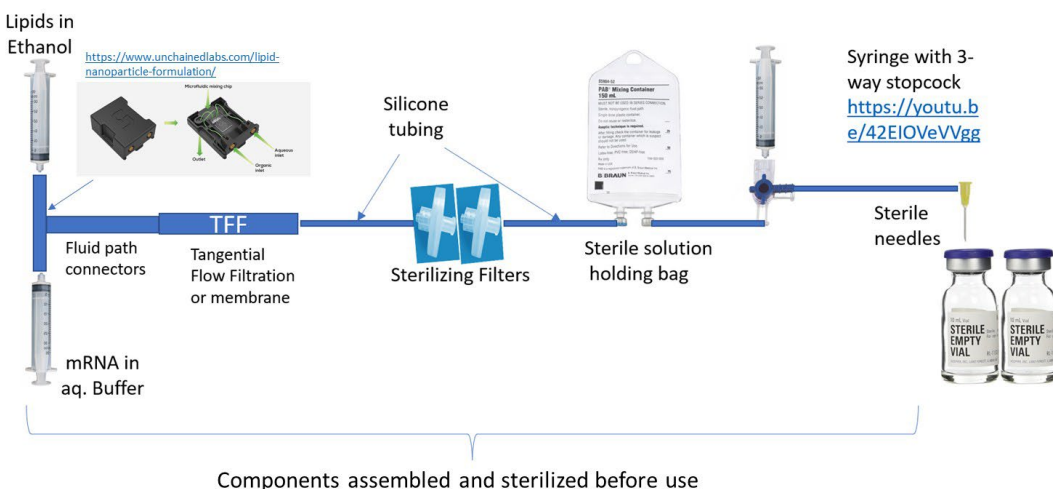 Lipids in
Ethanol
https://www.unchainedlabs.com/lipid-
nanoparticle-formulation/
Microfluidic mixing chip
Outlet
Aqueous
inlet
Organic
inlet
Silicone
tubing
PAB® Mixing Container
150 mL
B|BRAUN
Syringe with 3-
way stopcock
https://youtu.b
e/42EIOVeVVgg
TFF
Fluid path
connectors
Tangential
Flow Filtration
or membrane
Sterilizing Filters
Sterile solution
holding bag
Sterile
needles
STERILE
EMPTY
VIAL
STERILE
EMPTY
VIAL
mRNA in
aq. Buffer
Components assembled and sterilized before use